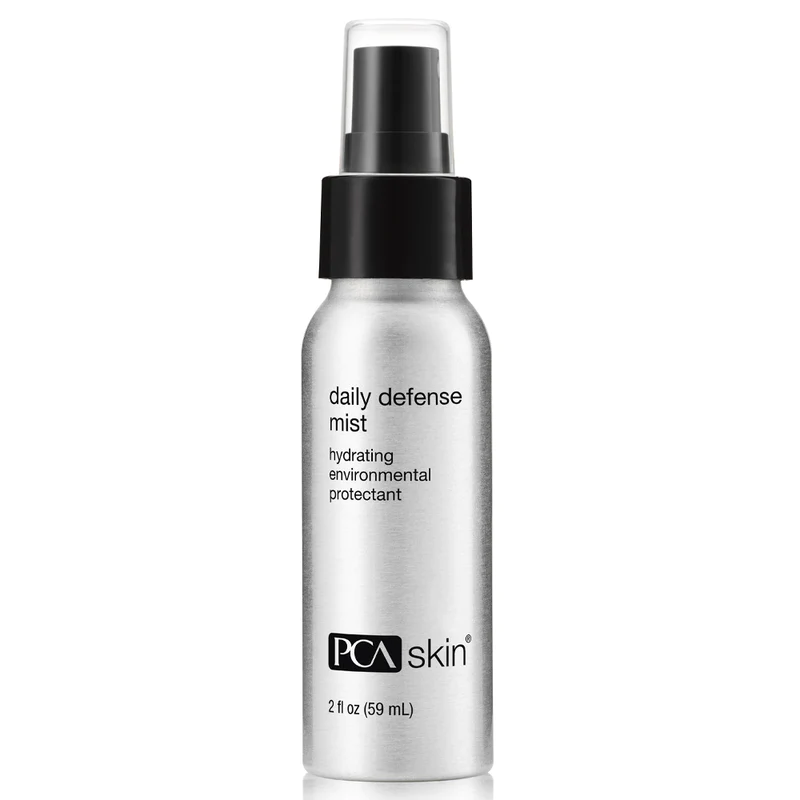 daily defense
mist
hydrating
environmental
protectant
PCA skin®
2 fl oz (59 mL)